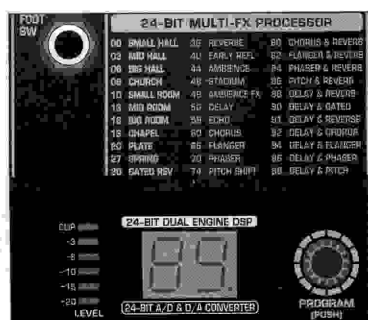 FOOT
SW
24-BIT MULTI-FX PROCESSOR
00 SMALL HALL 36 REVERSE 80 CHORUS & REVERB
03 MID HALL 40 EARLY REFL 82 FLANGER & REVERB
06 BIG HALL 44 AMBIENCE 84 PHASER & REVERB
08 CHURCH 48 STADIUM 86 PITCH & REVERB
10 SMALL ROOM 49 AMBIENCE FX 88 DELAY & REVERB
13 MID ROOM 50 DELAY 90 DELAY & GATED
16 BIG ROOM 55 ECHO 91 DELAY & REVERSE
18 CHAPEL 60 CHORUS 92 DELAY & CHORUS
20 PLATE 65 FLANGER 94 DELAY & FLANGER
27 SPRING 70 PHASER 96 DELAY & PHASER
30 GATED REV 74 PITCH SHIFT 98 DELAY & PITCH
24-BIT DUAL ENGINE DSP
CLIP
-3
-10
-15
-20
LEVEL
89
24-BIT A/D & D/A CONVERTER
PROGRAM
(PUSH)